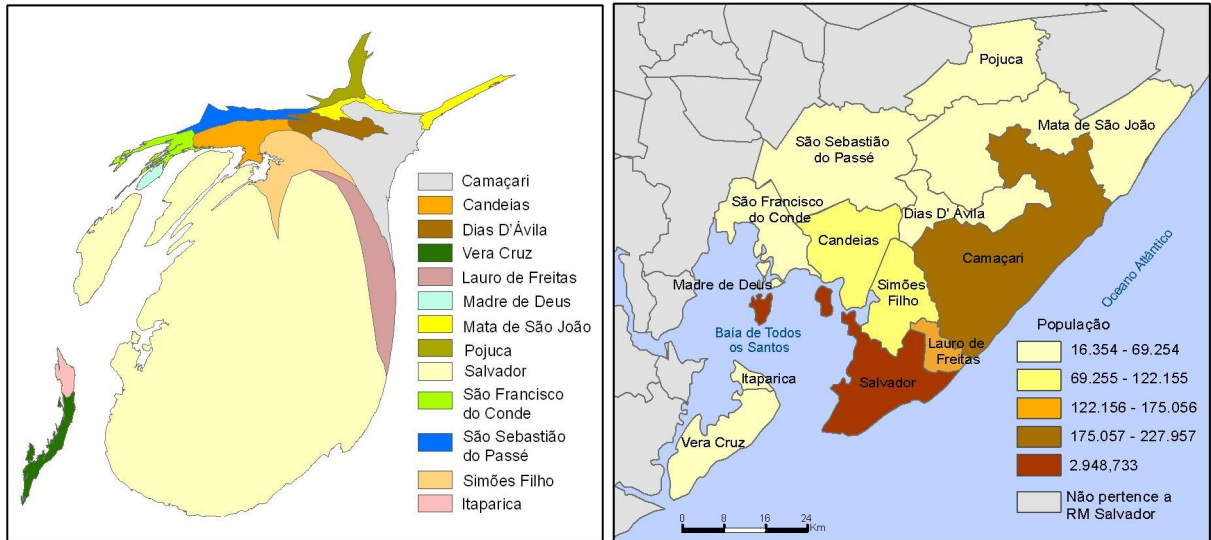 Camaçari
Candeias
Dias D'Ávila
Vera Cruz
Lauro de Freitas
Madre de Deus
Mata de São João
Pojuca
Salvador
São Francisco
do Conde
São Sebastião
do Passé
Simões Filho
Itaparica
Pojuca
Mata de São João
São Sebastião
do Passé
São Francisco
do Conde
Dias D' Ávila
Candeias
Camaçari
Madre de Deus
Simões
Filho
Oceano Atlântico
Baía de Todos
os Santos
Lauro de
Freitas
Itaparica
Salvador
Vera Cruz
População
16.354 - 69.254
69.255 - 122.155
122.156 - 175.056
175.057 - 227.957
2.948,733
Não pertence a
RM Salvador
0 8 16 24
Km